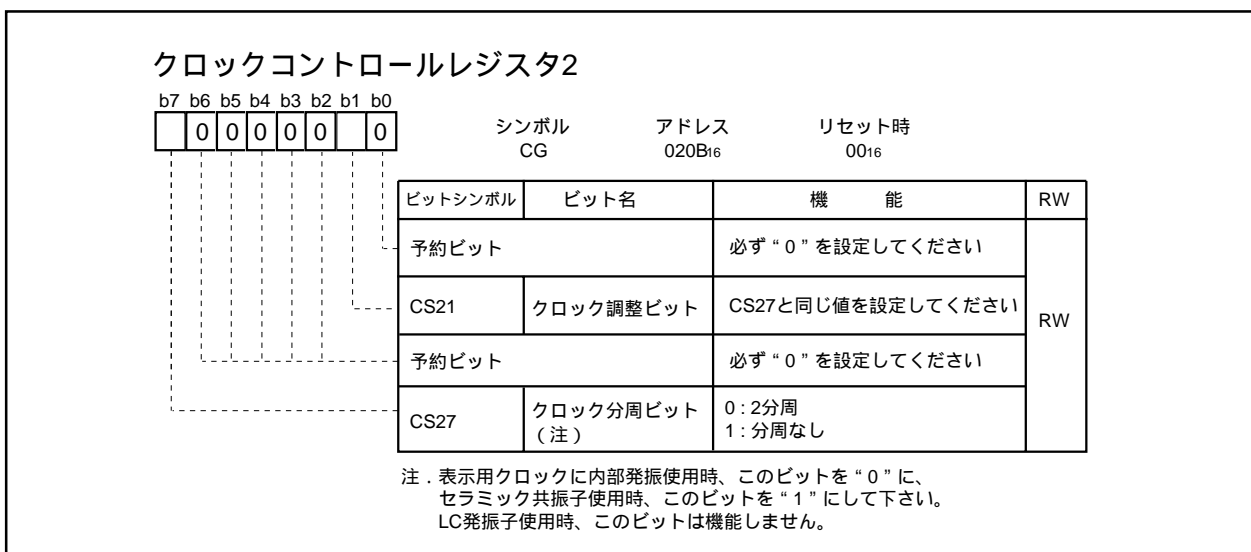 クロックコントロールレジスタ2
b7 b6 b5 b4 b3 b2 b1 b0
0 0 0 0 0 0
シンボル アドレス リセット時
CG 020B16 0016
ビットシンボル ビット名 機 能 RW
予約ビット 必ず“0”を設定してください
CS21 クロック調整ビット CS27と同じ値を設定してください
RW
予約ビット 必ず“0”を設定してください
CS27 クロック分周ビット（注） 0 : 2分周
1 : 分周なし
注．表示用クロックに内部発振使用時、このビットを“0”に、
セラミック共振子使用時、このビットを“1”にして下さい。
LC発振子使用時、このビットは機能しません。